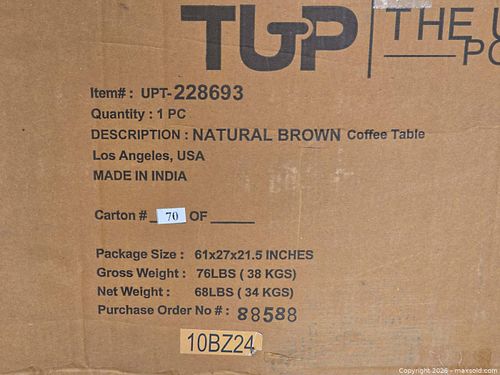 TUP THE U
PO
Item# : UPT-228693
Quantity : 1 PC
DESCRIPTION : NATURAL BROWN Coffee Table
Los Angeles, USA
MADE IN INDIA
Carton # 70 OF
Package Size : 61x27x21.5 INCHES
Gross Weight : 76LBS ( 38 KGS)
Net Weight : 68LBS ( 34 KGS)
Purchase Order No # : 88588
10BZ24
Copyright 2026 - maxsold.com